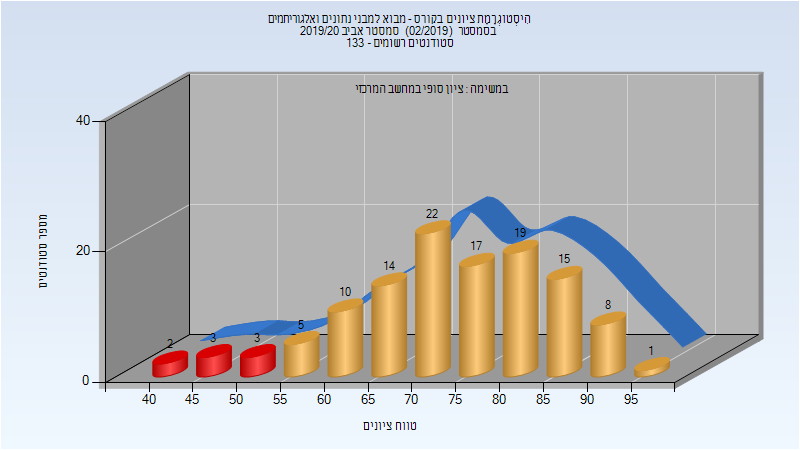 הִיסְטוֹגְרַמַת ציונים בקורס - מבוא למבני נתונים ואלגוריתמים
בסמסטר (02/2019) סמסטר אביב 2019/20
סטודנטים רשומים - 133
במשימה : ציון סופי במחשב המרכזי
מספר סטודנטים
40
20
0
2
3
3
5
10
14
22
17
19
15
8
1
40 45 50 55 60 65 70 75 80 85 90 95
טווח ציונים